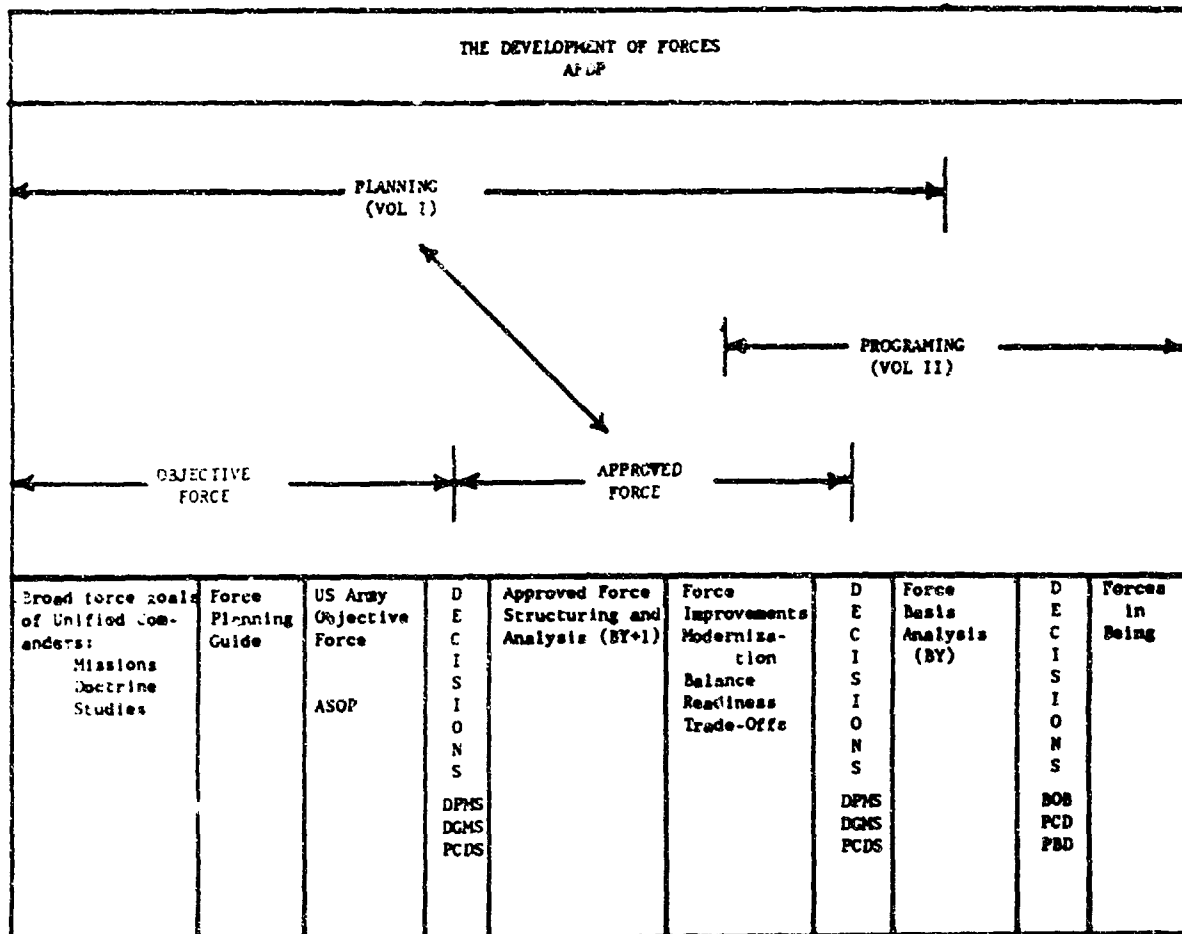 THE DEVELOPMENT OF FORCES
AFDP
PLANNING
(VOL I)
PROGRAMING
(VOL II)
OBJECTIVE
FORCE
APPROVED
FORCE
Broad force goals
of Unified Com-
anders:
Missions
Doctrine
Studies
Force
Planning
Guide
US Army
Objective
Force
ASOP
D
E
C
I
S
I
O
N
S
DPMS
DGMS
PCDS
Approved Force
Structuring and
Analysis (BY+1)
Force
Improvements
Moderniza-
tion
Balance
Readiness
Trade-Offs
D
E
C
I
S
I
O
N
S
DPMS
DGMS
PCDS
Force
Basis
Analysis
(BY)
D
E
C
I
S
I
O
N
S
BOB
PCD
PBD
Forces
in
Being